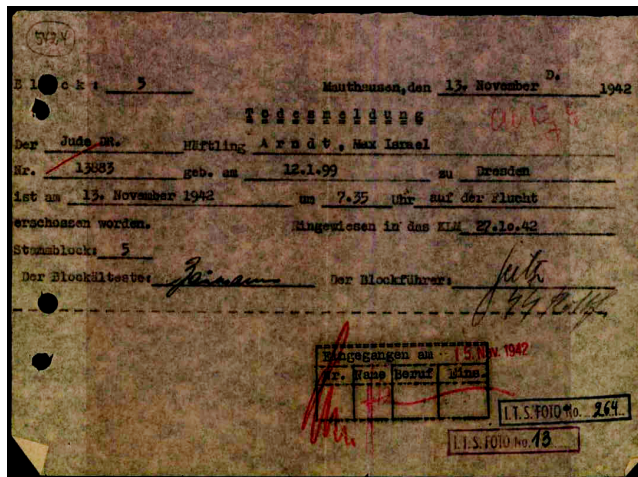 5434
Block: 5 Mauthausen, den 13. November D. 1942
Todesmeldung
Der Jude DR. Häftling Arndt, Max Israel
Nr. 13883 geb. am 12.1.99 zu Dresden
ist am 13. November 1942 um 7.35 Uhr auf der Flucht
erschossen worden. Eingewiesen in das KLM 27.10.42
Stammblock: 5
Der Blockälteste: Der Blockführer:
Eingegangen am 15. Nov. 1942
Nr. Name Beruf Eins.
I.T.S. FOTO No. 264
I.T.S. FOTO No. 13